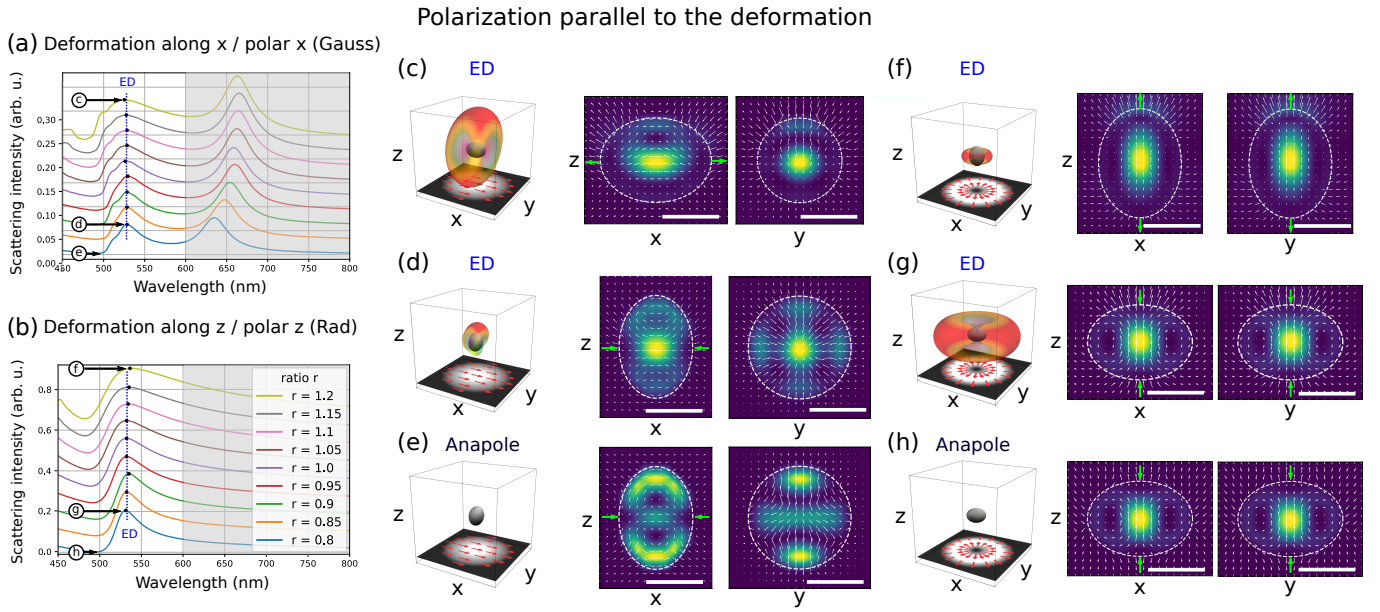 Polarization parallel to the deformation
(a) Deformation along x / polar x (Gauss)
Scattering intensity (arb. u.)
0.30
0.25
0.20
0.15
0.10
0.05
0.00
ED
c
d
e
450 500 550 600 650 700 750 800
Wavelength (nm)
(b) Deformation along z / polar z (Rad)
Scattering intensity (arb. u.)
0.8
0.6
0.4
0.2
0.0
f
g
h
ED
ratio r
r = 1.2
r = 1.15
r = 1.1
r = 1.05
r = 1.0
r = 0.95
r = 0.9
r = 0.85
r = 0.8
450 500 550 600 650 700 750 800
Wavelength (nm)
(c) ED
z
x
y
z
x
y
(d) ED
z
x
y
z
x
y
(e) Anapole
z
x
y
z
x
y
(f) ED
z
x
y
z
x
y
(g) ED
z
x
y
z
x
y
(h) Anapole
z
x
y
z
x
y